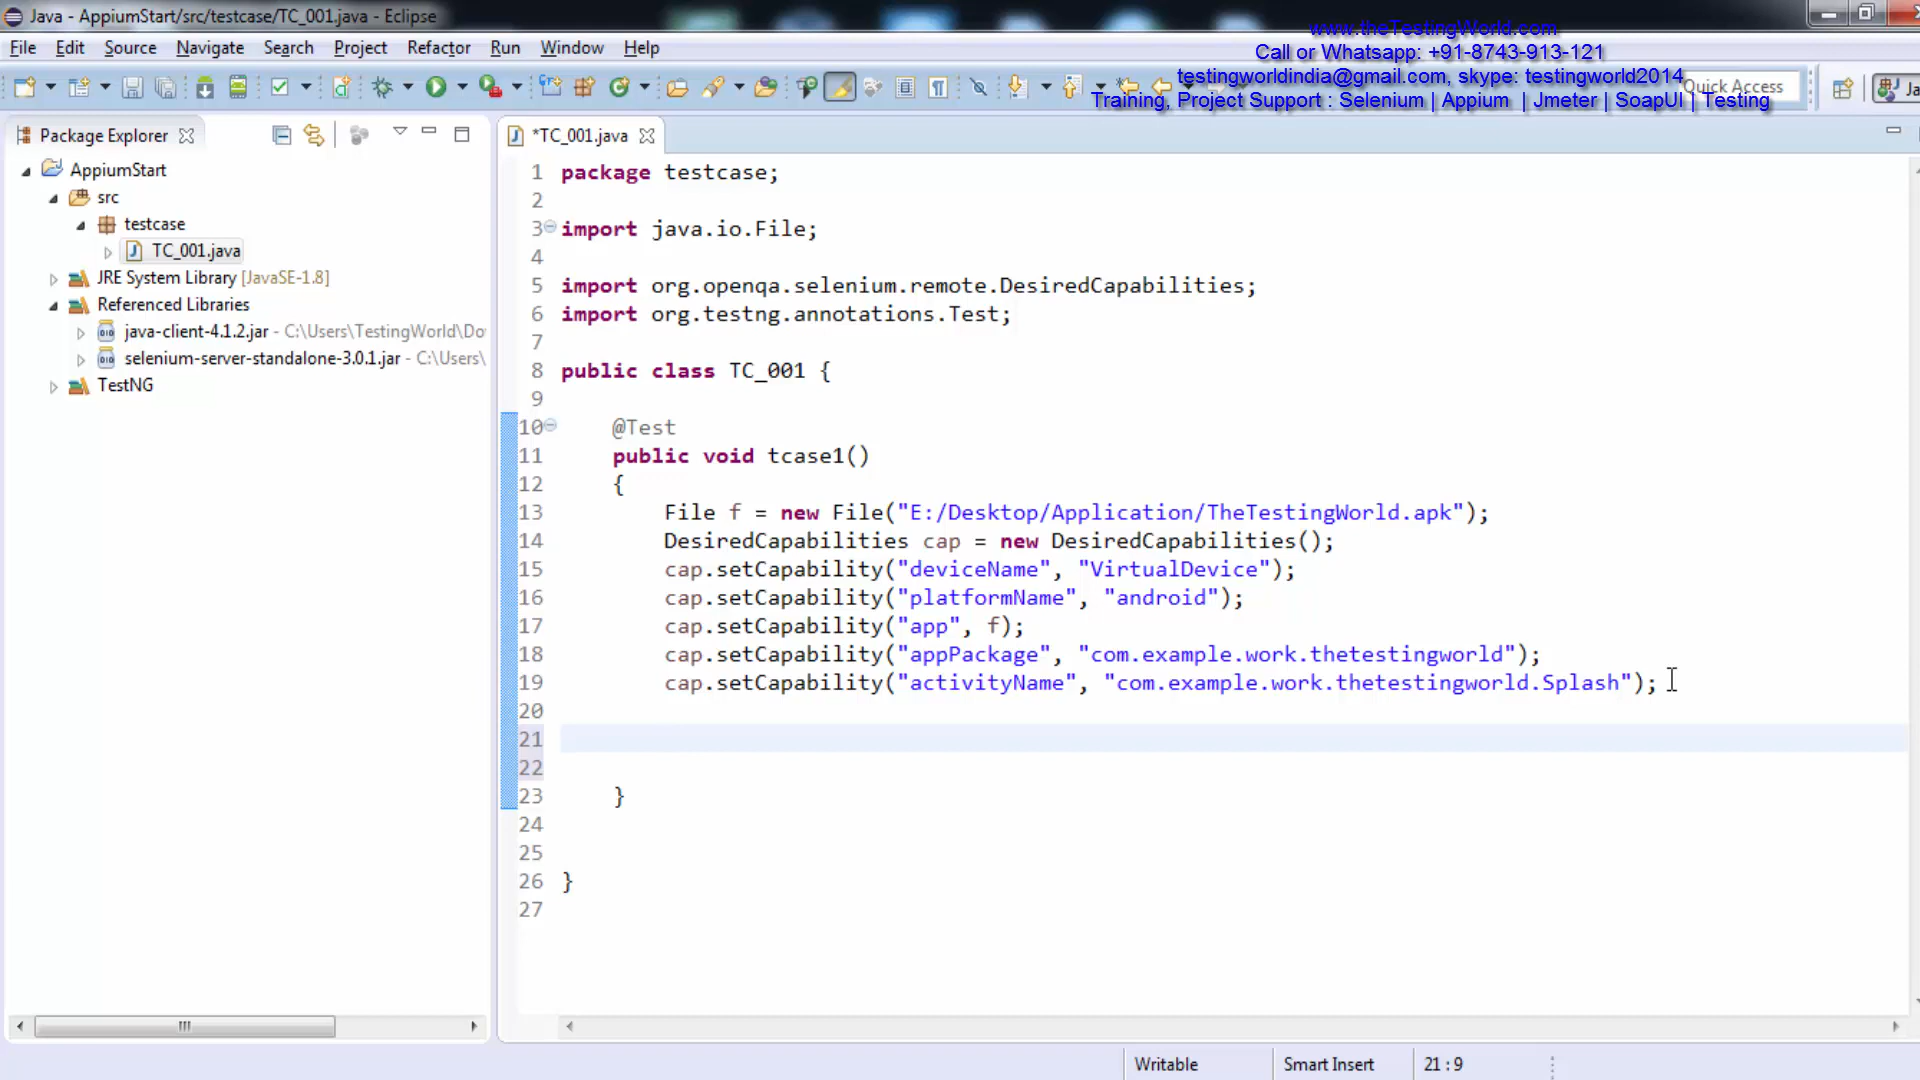 Java - AppiumStart/src/testcase/TC_001.java - Eclipse
www.theTestingWorld.com
File Edit Source Navigate Search Project Refactor Run Window Help
Call or Whatsapp: +91-8743-913-121
testingworldindia@gmail.com, skype: testingworld2014
Quick Access
Ja
Training, Project Support : Selenium | Appium | Jmeter | SoapUI | Testing
Package Explorer
AppiumStart
src
testcase
TC_001.java
JRE System Library [JavaSE-1.8]
Referenced Libraries
java-client-4.1.2.jar - C:\Users\TestingWorld\Do
selenium-server-standalone-3.0.1.jar - C:\Users\
TestNG
*TC_001.java
1 package testcase;
2
3 import java.io.File;
4
5 import org.openqa.selenium.remote.DesiredCapabilities;
6 import org.testng.annotations.Test;
7
8 public class TC_001 {
9
10 @Test
11 public void tcase1()
12 {
13 File f = new File("E:/Desktop/Application/TheTestingWorld.apk");
14 DesiredCapabilities cap = new DesiredCapabilities();
15 cap.setCapability("deviceName", "VirtualDevice");
16 cap.setCapability("platformName", "android");
17 cap.setCapability("app", f);
18 cap.setCapability("appPackage", "com.example.work.thetestingworld");
19 cap.setCapability("activityName", "com.example.work.thetestingworld.Splash");
20
21
22
23 }
24
25
26 }
27
Writable Smart Insert 21 : 9